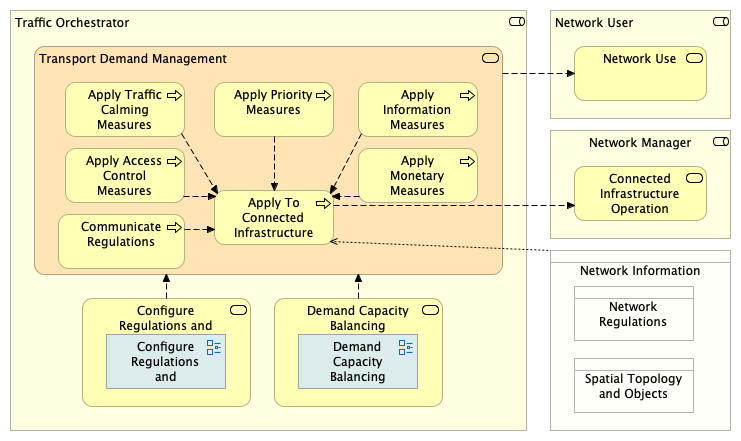 Traffic Orchestrator
Transport Demand Management
Apply Traffic
Calming
Measures
Apply Priority
Measures
Apply
Information
Measures
Apply Access
Control
Measures
Apply
Monetary
Measures
Communicate
Regulations
Apply To
Connected
Infrastructure
Configure
Regulations and
Configure
Regulations
and
Demand Capacity
Balancing
Demand
Capacity
Balancing
Network User
Network Use
Network Manager
Connected
Infrastructure
Operation
Network Information
Network
Regulations
Spatial Topology
and Objects